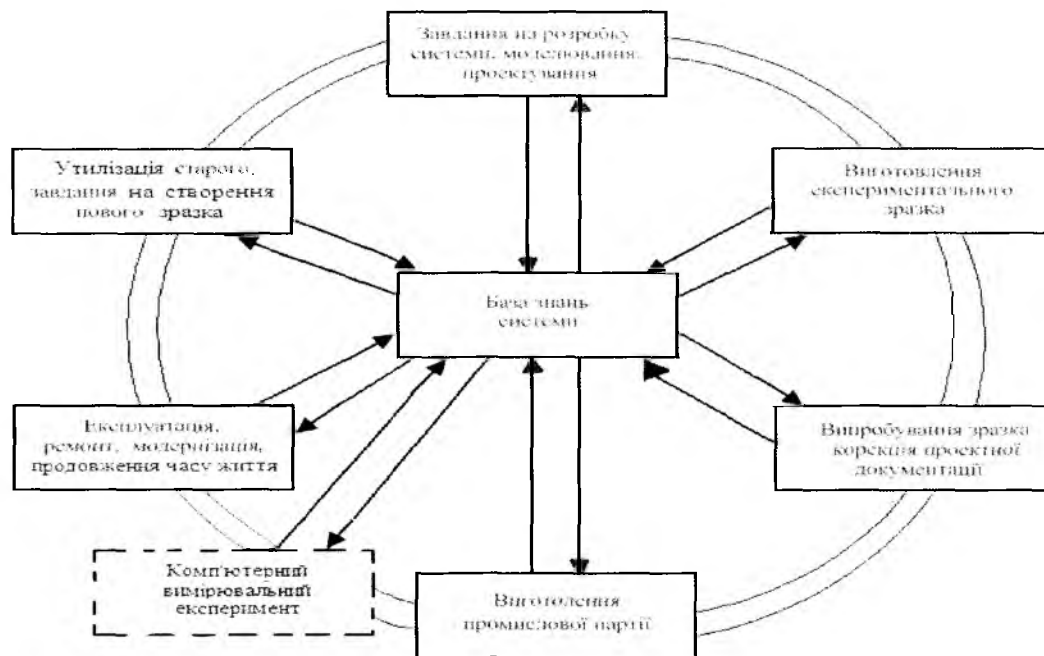 Завдання на розробку
системи, моделювання,
проектування
Утилізація старого,
завдання на створення
нового зразка
Виготовлення
експериментального
зразка
База знань
системи
Експлуатація,
ремонт, модернізація,
продовження часу життя
Випробування зразка
корекція проектної
документації
Комп'ютерний
вимірювальний
експеримент
Виготолення
промислової партії